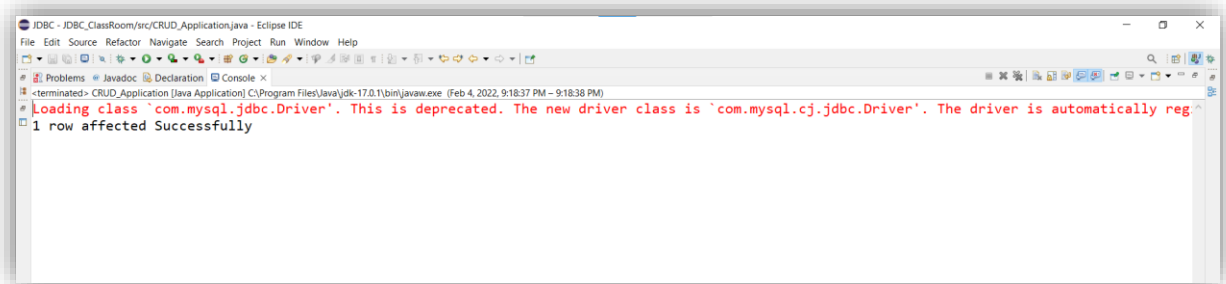 JDBC - JDBC_ClassRoom/src/CRUD_Application.java - Eclipse IDE
File Edit Source Refactor Navigate Search Project Run Window Help
Problems Javadoc Declaration Console
<terminated> CRUD_Application [Java Application] C:\Program Files\Java\jdk-17.0.1\bin\javaw.exe (Feb 4, 2022, 9:18:37 PM – 9:18:38 PM)
Loading class `com.mysql.jdbc.Driver'. This is deprecated. The new driver class is `com.mysql.cj.jdbc.Driver'. The driver is automatically reg
1 row affected Successfully